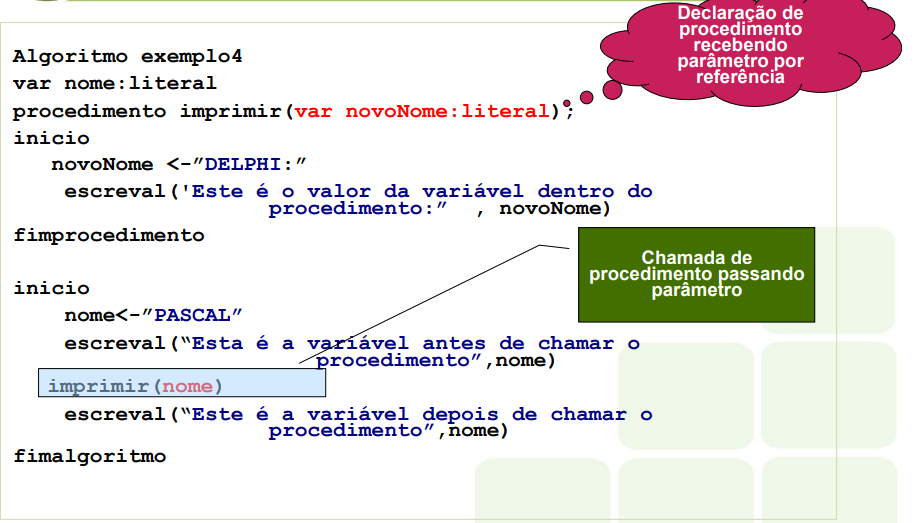 Declaração de
procedimento
recebendo
parâmetro por
referência
Algoritmo exemplo4
var nome:literal
procedimento imprimir(var novoNome:literal);
inicio
novoNome <-”DELPHI:”
escreval('Este é o valor da variável dentro do
procedimento:” , novoNome)
fimprocedimento
Chamada de
procedimento passando
parâmetro
inicio
nome<-”PASCAL”
escreval(“Esta é a variável antes de chamar o
procedimento”,nome)
imprimir(nome)
escreval(“Este é a variável depois de chamar o
procedimento”,nome)
fimalgoritmo